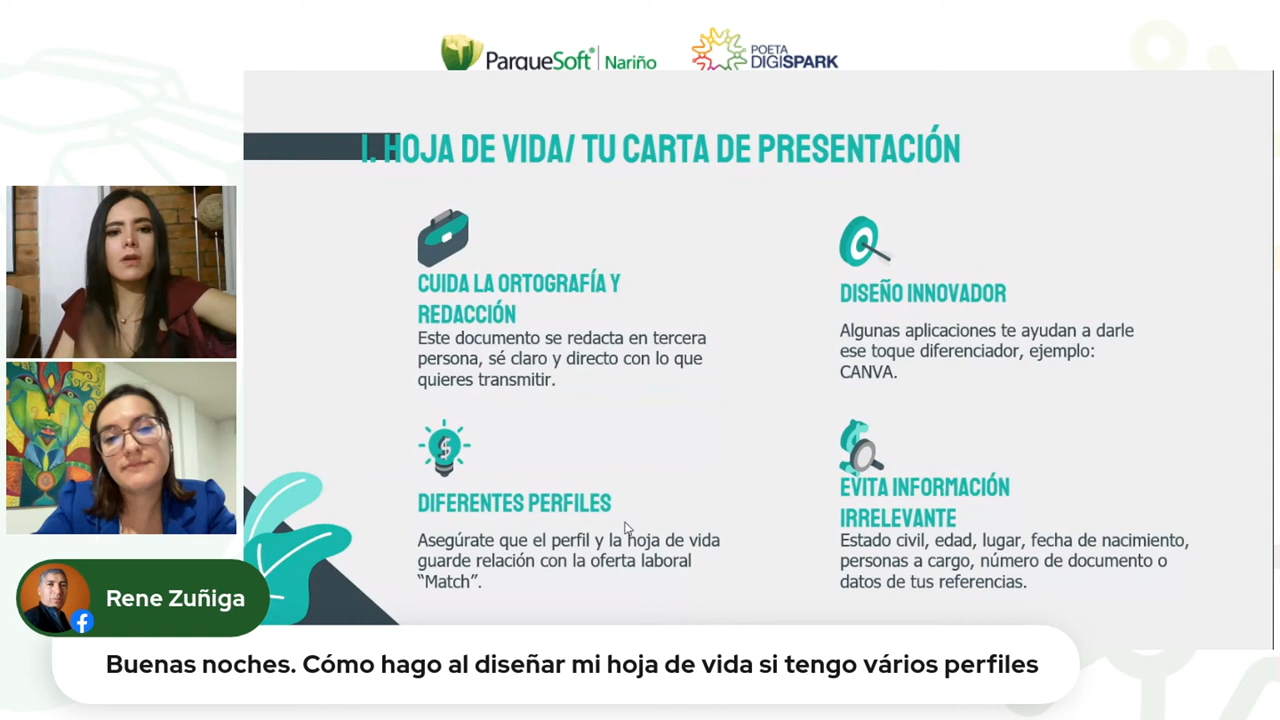 ParqueSoft Nariño
POETA
DIGISPARK
I. HOJA DE VIDA/ TU CARTA DE PRESENTACIÓN
CUIDA LA ORTOGRAFÍA Y
REDACCIÓN
Este documento se redacta en tercera
persona, sé claro y directo con lo que
quieres transmitir.
DISEÑO INNOVADOR
Algunas aplicaciones te ayudan a darle
ese toque diferenciador, ejemplo:
CANVA.
DIFERENTES PERFILES
Asegúrate que el perfil y la hoja de vida
guarde relación con la oferta laboral
“Match”.
EVITA INFORMACIÓN
IRRELEVANTE
Estado civil, edad, lugar, fecha de nacimiento,
personas a cargo, número de documento o
datos de tus referencias.
Rene Zuñiga
Buenas noches. Cómo hago al diseñar mi hoja de vida si tengo vários perfiles